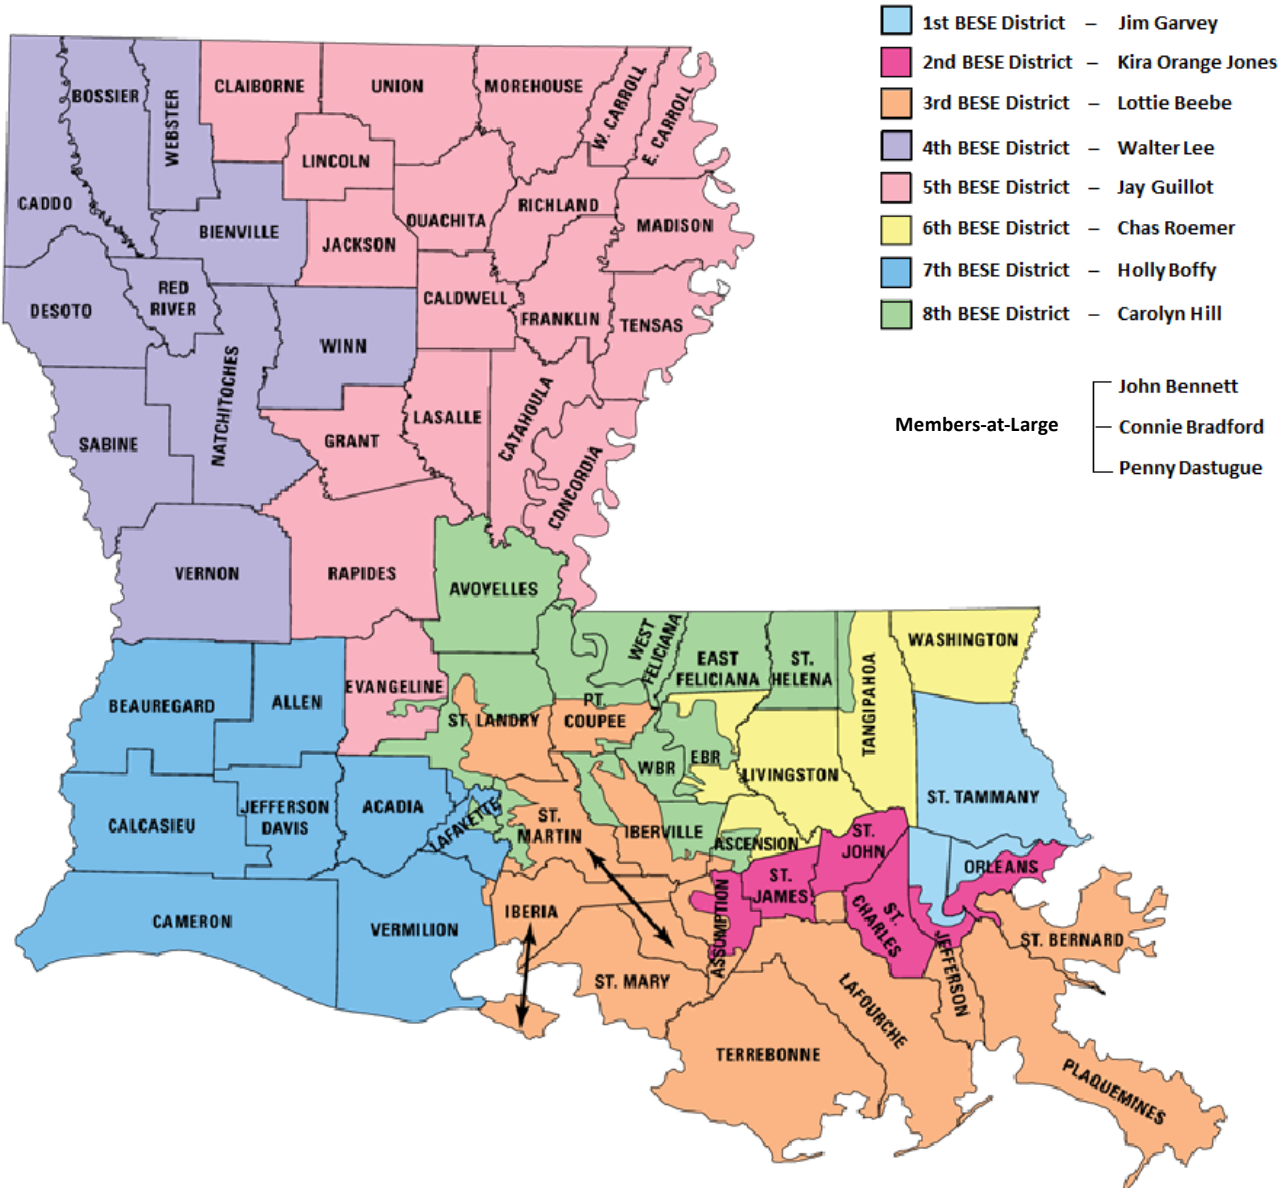 1st BESE District – Jim Garvey
2nd BESE District – Kira Orange Jones
3rd BESE District – Lottie Beebe
4th BESE District – Walter Lee
5th BESE District – Jay Guillot
6th BESE District – Chas Roemer
7th BESE District – Holly Boffy
8th BESE District – Carolyn Hill
Members-at-Large
John Bennett
Connie Bradford
Penny Dastugue
CADDO
BOSSIER
WEBSTER
CLAIBORNE
UNION
MOREHOUSE
W. CARROLL
E. CARROLL
LINCOLN
BIENVILLE
JACKSON
OUACHITA
RICHLAND
MADISON
DESOTO
RED
RIVER
WINN
CALDWELL
FRANKLIN
TENSAS
SABINE
NATCHITOCHES
GRANT
LASALLE
CATAHOULA
CONCORDIA
VERNON
RAPIDES
AVOYELLES
BEAUREGARD
ALLEN
EVANGELINE
ST. LANDRY
PT.
COUPEE
WEST
FELICIANA
EAST
FELICIANA
ST.
HELENA
TANGIPAHOA
WASHINGTON
CALCASIEU
JEFFERSON
DAVIS
ACADIA
LAFAYETTE
ST.
MARTIN
IBERVILLE
WBR
EBR
LIVINGSTON
ASCENSION
ST. TAMMANY
CAMERON
VERMILION
IBERIA
ST. MARY
ASSUMPTION
ST.
JAMES
ST.
JOHN
ST.
CHARLES
ORLEANS
JEFFERSON
ST. BERNARD
TERREBONNE
LAFOURCHE
PLAQUEMINES